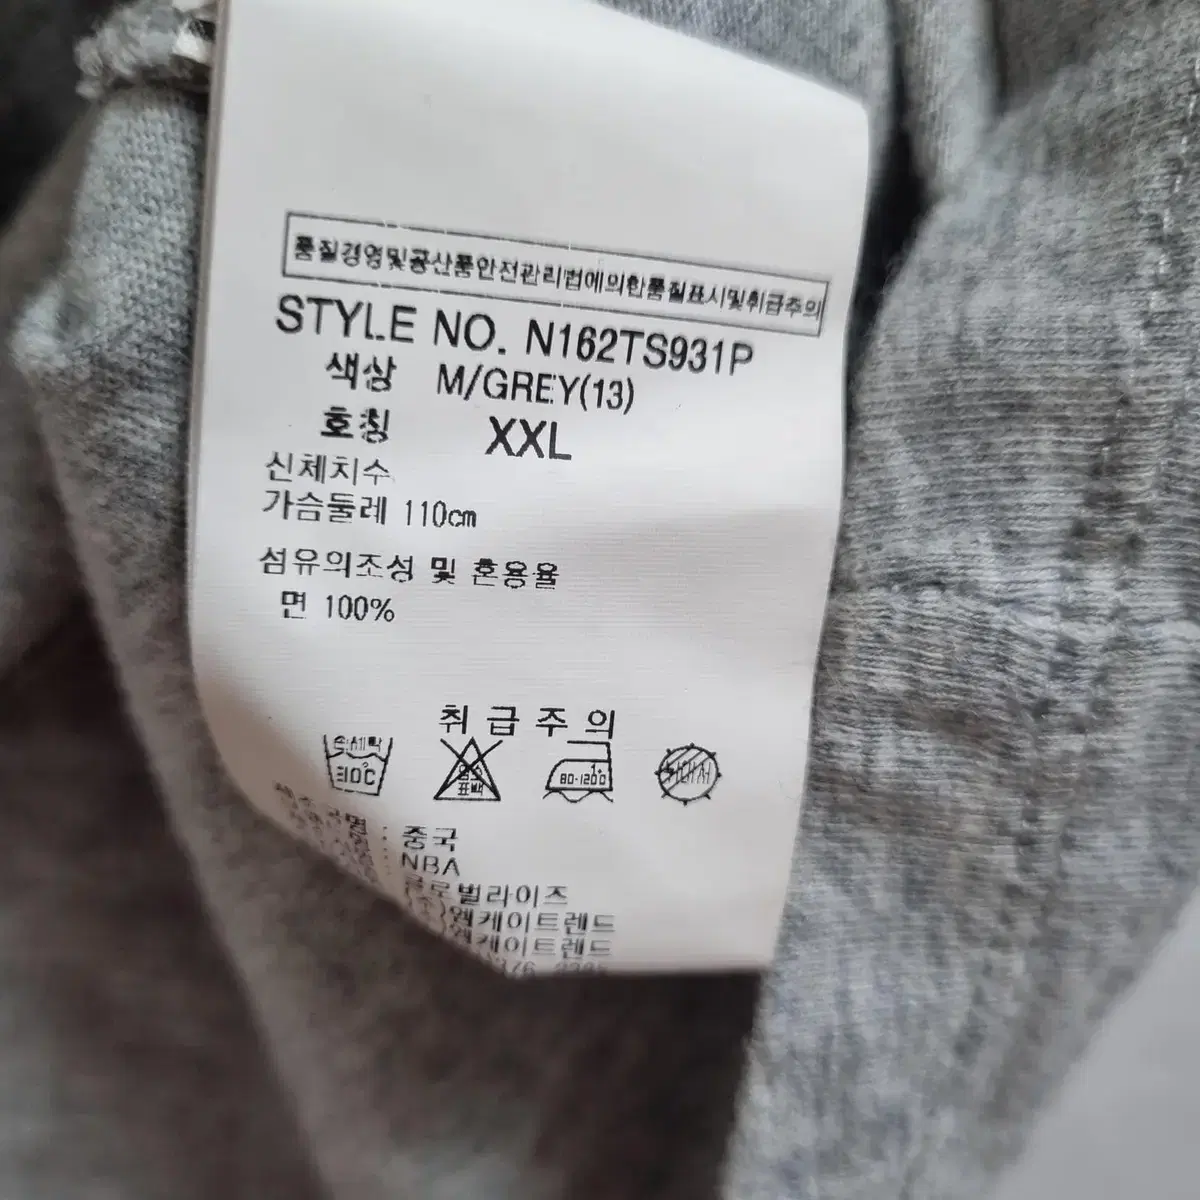 품질경영및공산품안전관리법에의한품질표시및취급주의
STYLE NO. N162TS931P
색상 M/GREY(13)
호칭 XXL
신체치수
가슴둘레 110cm
섬유의조성 및 혼용율
면 100%
취급주의
손세탁 30℃
염소표백
80-120℃
: 중국
: NBA
글로벌라이즈
(주)엠케이트렌드
(주)엠케이트렌드